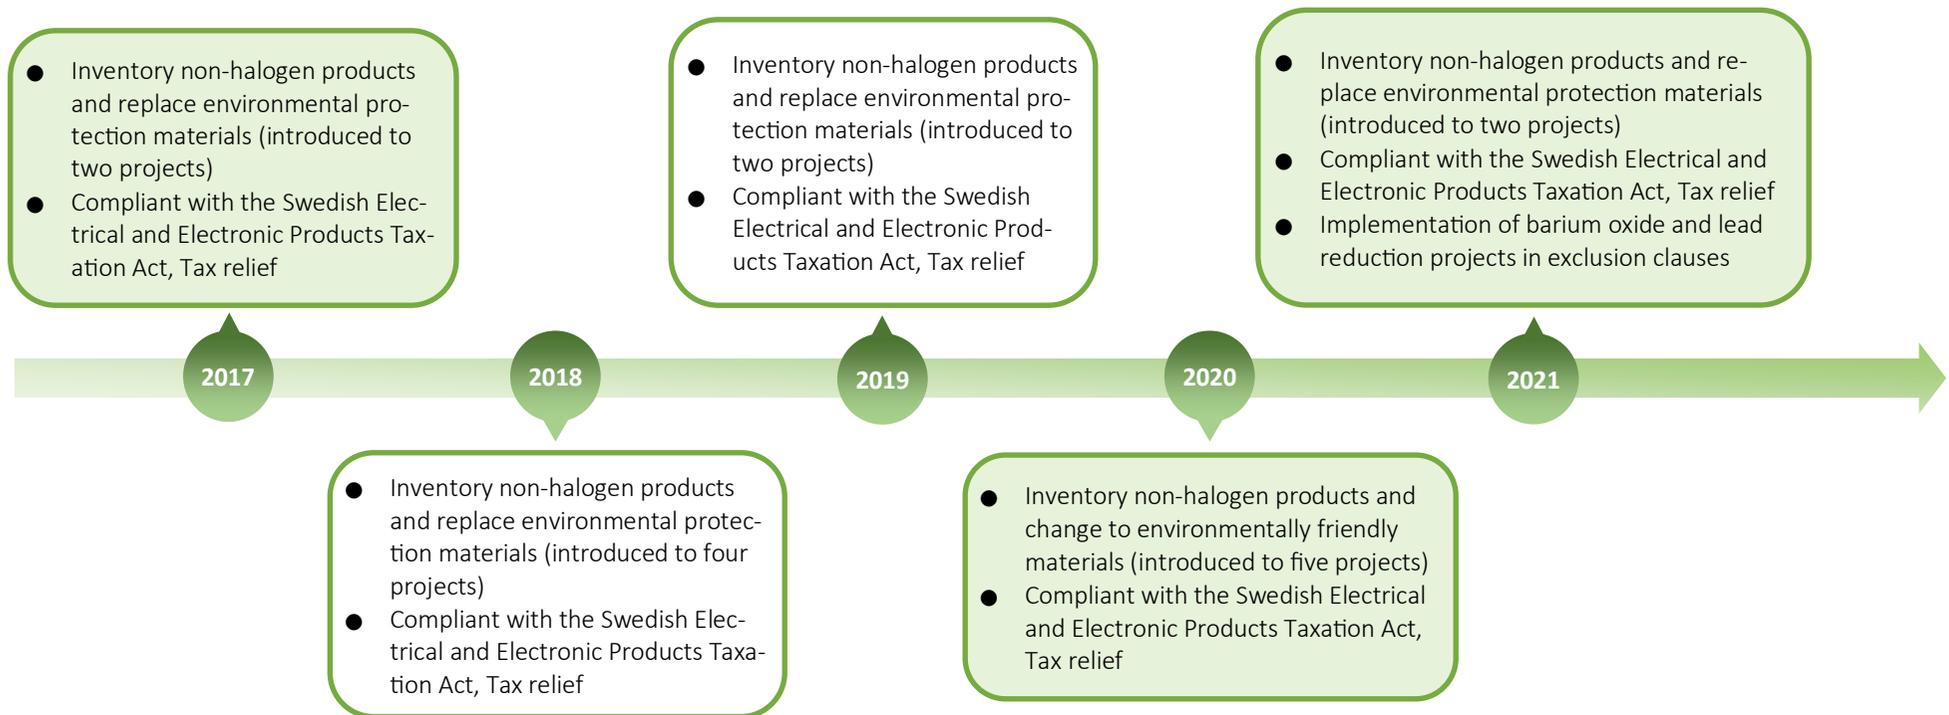 Inventory non-halogen products
and replace environmental pro-
tection materials (introduced to
two projects)
Compliant with the Swedish Elec-
trical and Electronic Products Tax-
ation Act, Tax relief
Inventory non-halogen products
and replace environmental pro-
tection materials (introduced to
two projects)
Compliant with the Swedish
Electrical and Electronic Prod-
ucts Taxation Act, Tax relief
Inventory non-halogen products and re-
place environmental protection materials
(introduced to two projects)
Compliant with the Swedish Electrical and
Electronic Products Taxation Act, Tax relief
Implementation of barium oxide and lead
reduction projects in exclusion clauses
2017
2018
2019
2020
2021
Inventory non-halogen products
and replace environmental protec-
tion materials (introduced to four
projects)
Compliant with the Swedish Elec-
trical and Electronic Products Taxa-
tion Act, Tax relief
Inventory non-halogen products and
change to environmentally friendly
materials (introduced to five projects)
Compliant with the Swedish Electrical
and Electronic Products Taxation Act,
Tax relief